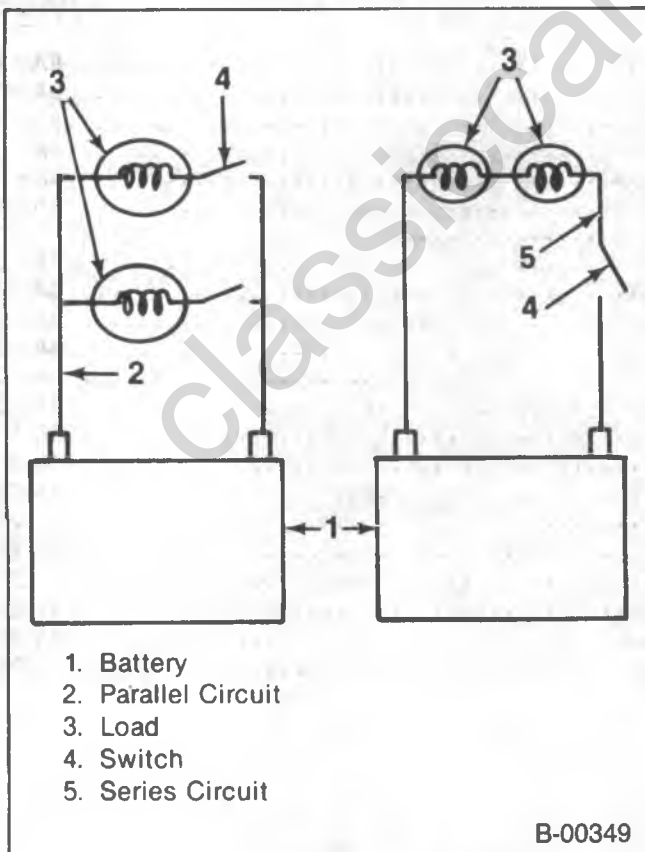 3 4 3
5
4
2
1
1. Battery
2. Parallel Circuit
3. Load
4. Switch
5. Series Circuit
B-00349
classiccar